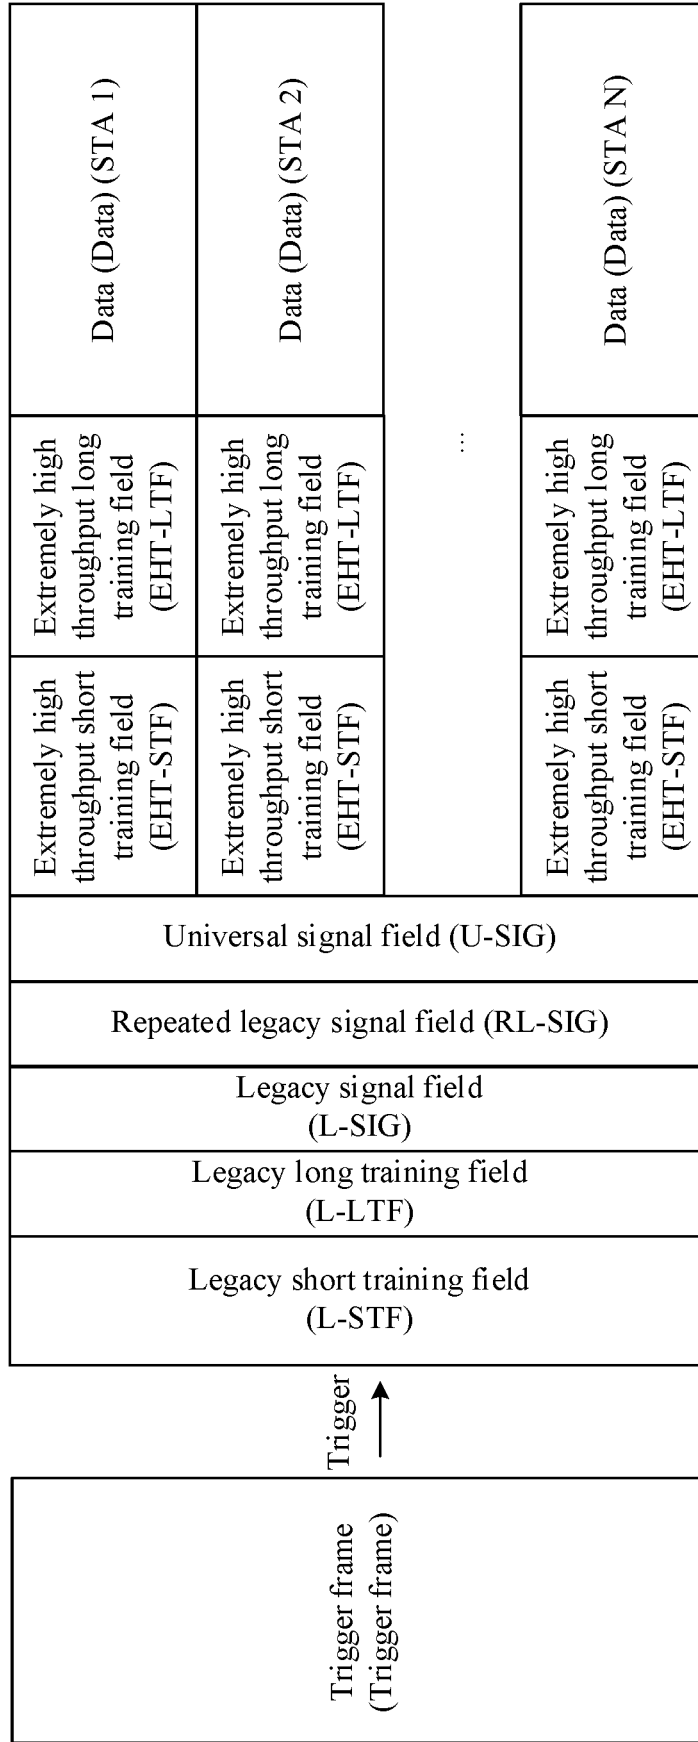 Trigger frame
(Trigger frame)
Trigger
Legacy short training field
(L-STF)
Legacy long training field
(L-LTF)
Legacy signal field
(L-SIG)
Repeated legacy signal field (RL-SIG)
Universal signal field (U-SIG)
Extremely high
throughput short
training field
(EHT-STF)
Extremely high
throughput long
training field
(EHT-LTF)
Data (Data) (STA 1)
Extremely high
throughput short
training field
(EHT-STF)
Extremely high
throughput long
training field
(EHT-LTF)
Data (Data) (STA 2)
...
Extremely high
throughput short
training field
(EHT-STF)
Extremely high
throughput long
training field
(EHT-LTF)
Data (Data) (STA N)